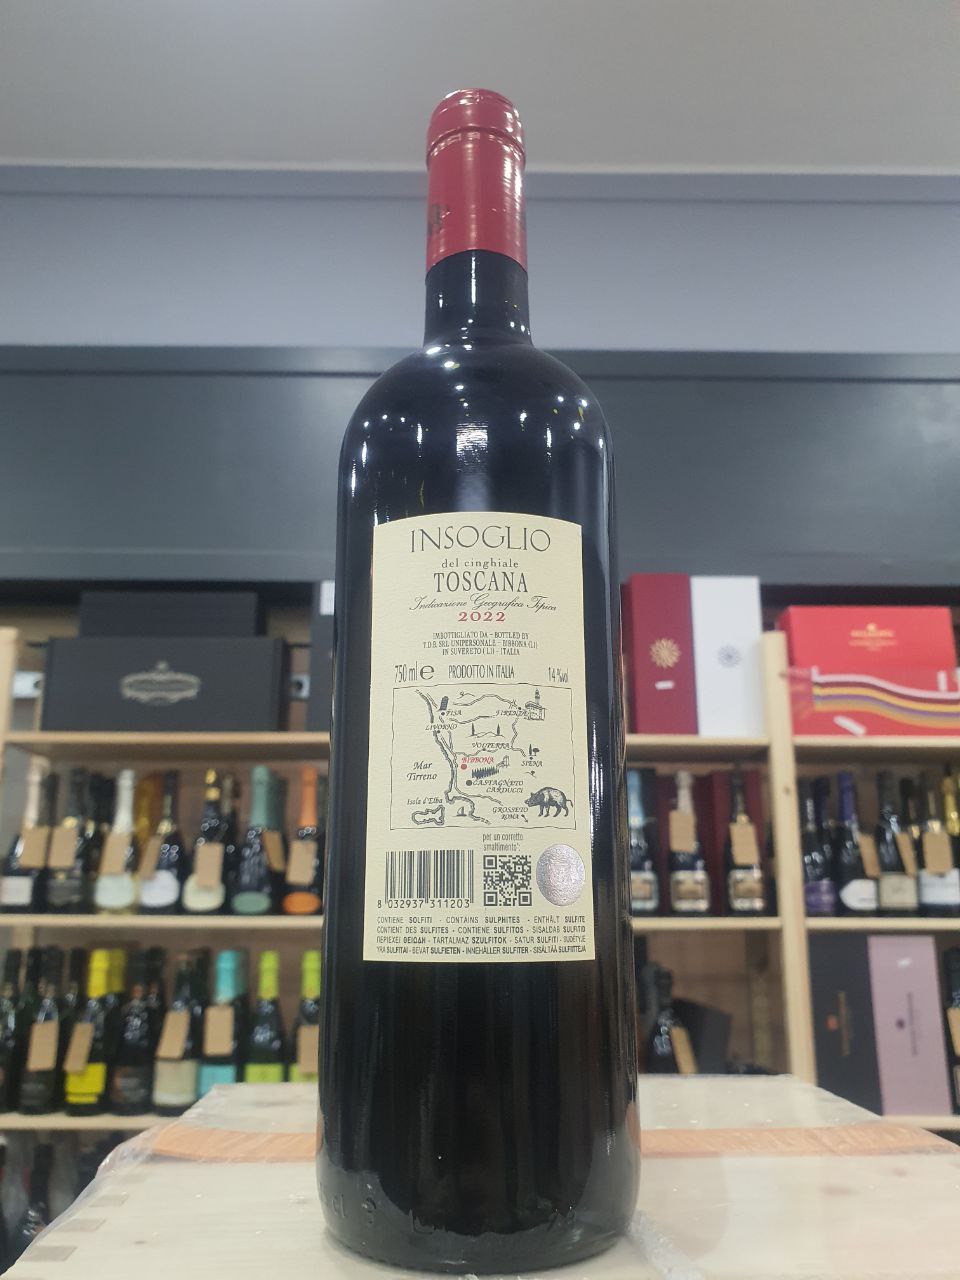 INSOGLIO
del cinghiale
TOSCANA
Indicazione Geografica Tipica
2022
IMBOTTIGLIATO DA - BOTTLED BY
T.D.B. SRL UNIPERSONALE - BIBBONA (LI)
IN SUVERETO (LI) - ITALIA
750 ml e PRODOTTO IN ITALIA 14 %vol
PISA FIRENZE
LIVORNO
VOLTERRA
BIBBONA SIENA
Mar
Tirreno
CASTAGNETO
CARDUCCI
Isola d'Elba
GROSSETO
ROMA
per un corretto
smaltimento:
8 032937 311203
CONTIENE SOLFITI - CONTAINS SULPHITES - ENTHÄLT SULFITE
CONTIENT DES SULFITES - CONTIENE SULFITOS - SISALDAB SULFITID
ΠΕΡΙΕΧΕΙ ΘΕΙΩΔΗ - TARTALMAZ SZULFITOK - SATUR SULFITI - SUDĖTYJE
YRA SULFITAI - BEVAT SULFIETEN - INNEHÅLLER SULFITER - SISÄLTÄÄ SULFIITTEJA